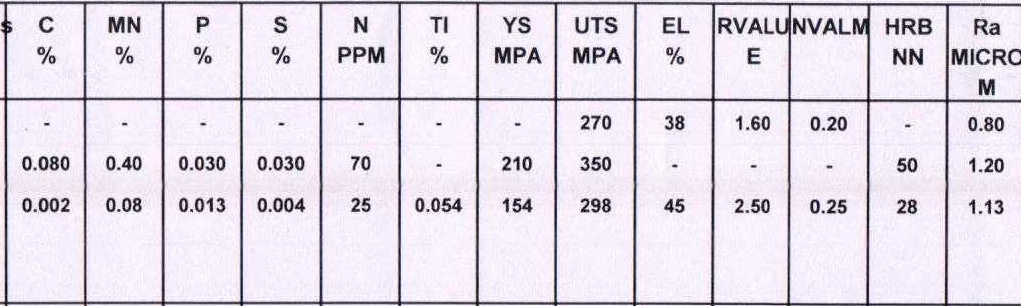 s C MN P S N TI YS UTS EL RVALU NVALM HRB Ra
% % % % PPM % MPA MPA % E NN MICRO
M
- - - - - - - 270 38 1.60 0.20 - 0.80
0.080 0.40 0.030 0.030 70 - 210 350 - - - 50 1.20
0.002 0.08 0.013 0.004 25 0.054 154 298 45 2.50 0.25 28 1.13